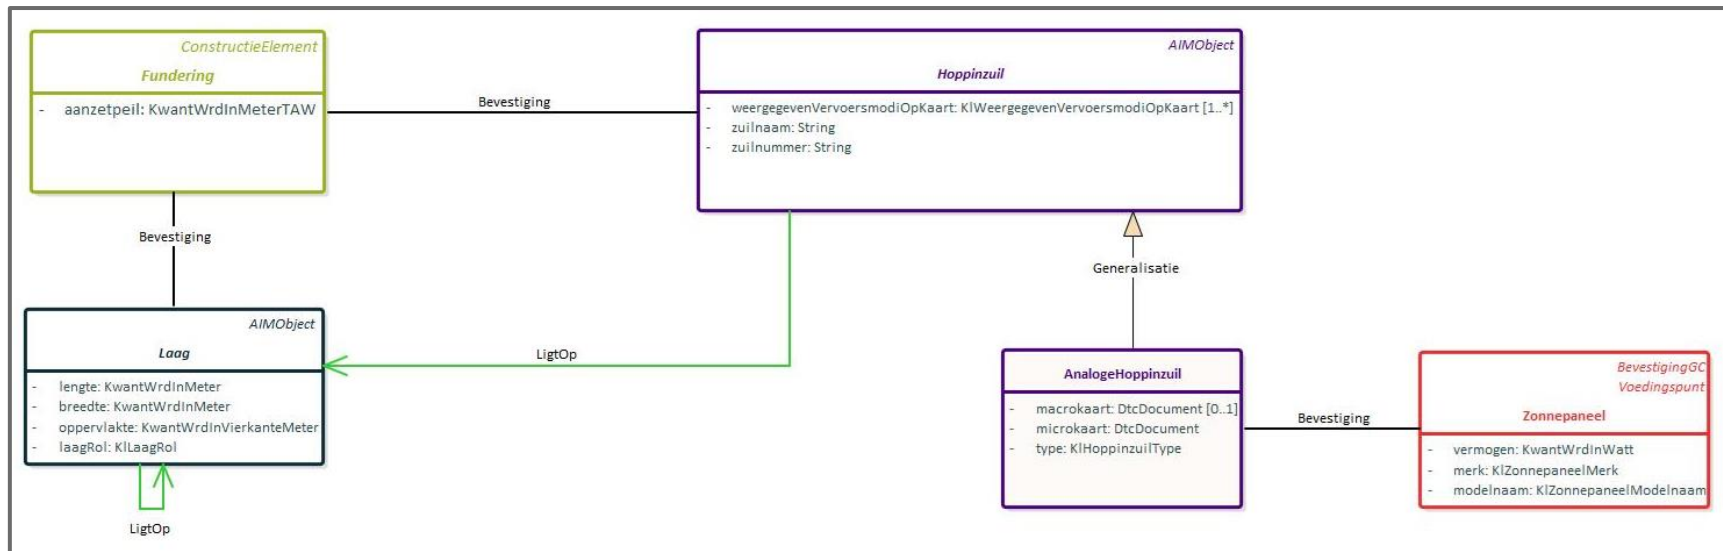 ConstructieElement
Fundering
- aanzetpeil: KwantWrdInMeterTAW
Bevestiging
AIMObject
Hoppinzuil
- weergegevenVervoersmodiOpKaart: KlWeergegevenVervoersmodiOpKaart [1..*]
- zuilnaam: String
- zuilnummer: String
Bevestiging
Generalisatie
AIMObject
Laag
- lengte: KwantWrdInMeter
- breedte: KwantWrdInMeter
- oppervlakte: KwantWrdInVierkanteMeter
- laagRol: KlLaagRol
LigtOp
LigtOp
AnalogeHoppinzuil
- macrokaart: DtcDocument [0..1]
- microkaart: DtcDocument
- type: KlHoppinzuilType
Bevestiging
BevestigingGC
Voedingspunt
Zonnepaneel
- vermogen: KwantWrdInWatt
- merk: KlZonnepaneelMerk
- modelnaam: KlZonnepaneelModelnaam